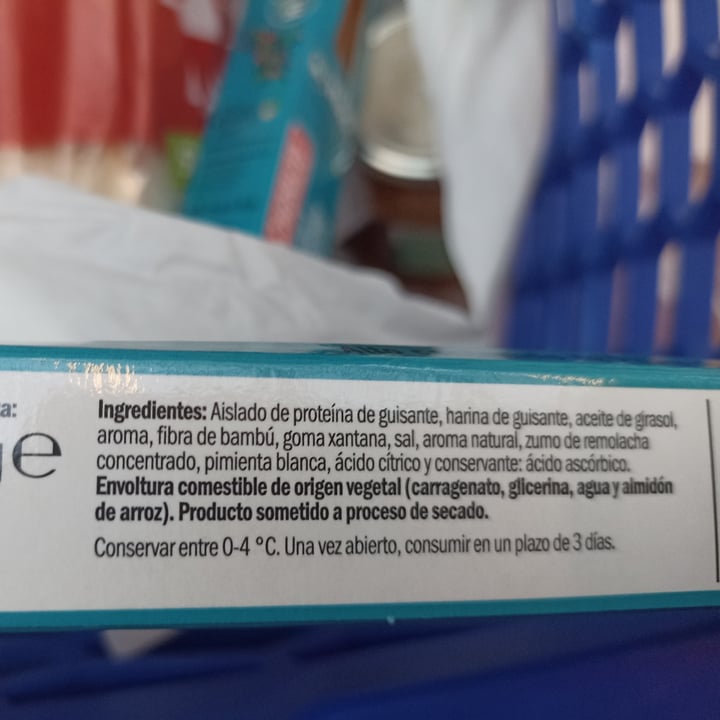 a:
ge
Ingredientes: Aislado de proteína de guisante, harina de guisante, aceite de girasol,
aroma, fibra de bambú, goma xantana, sal, aroma natural, zumo de remolacha
concentrado, pimienta blanca, ácido cítrico y conservante: ácido ascórbico.
Envoltura comestible de origen vegetal (carragenato, glicerina, agua y almidón
de arroz). Producto sometido a proceso de secado.
Conservar entre 0-4 °C. Una vez abierto, consumir en un plazo de 3 días.